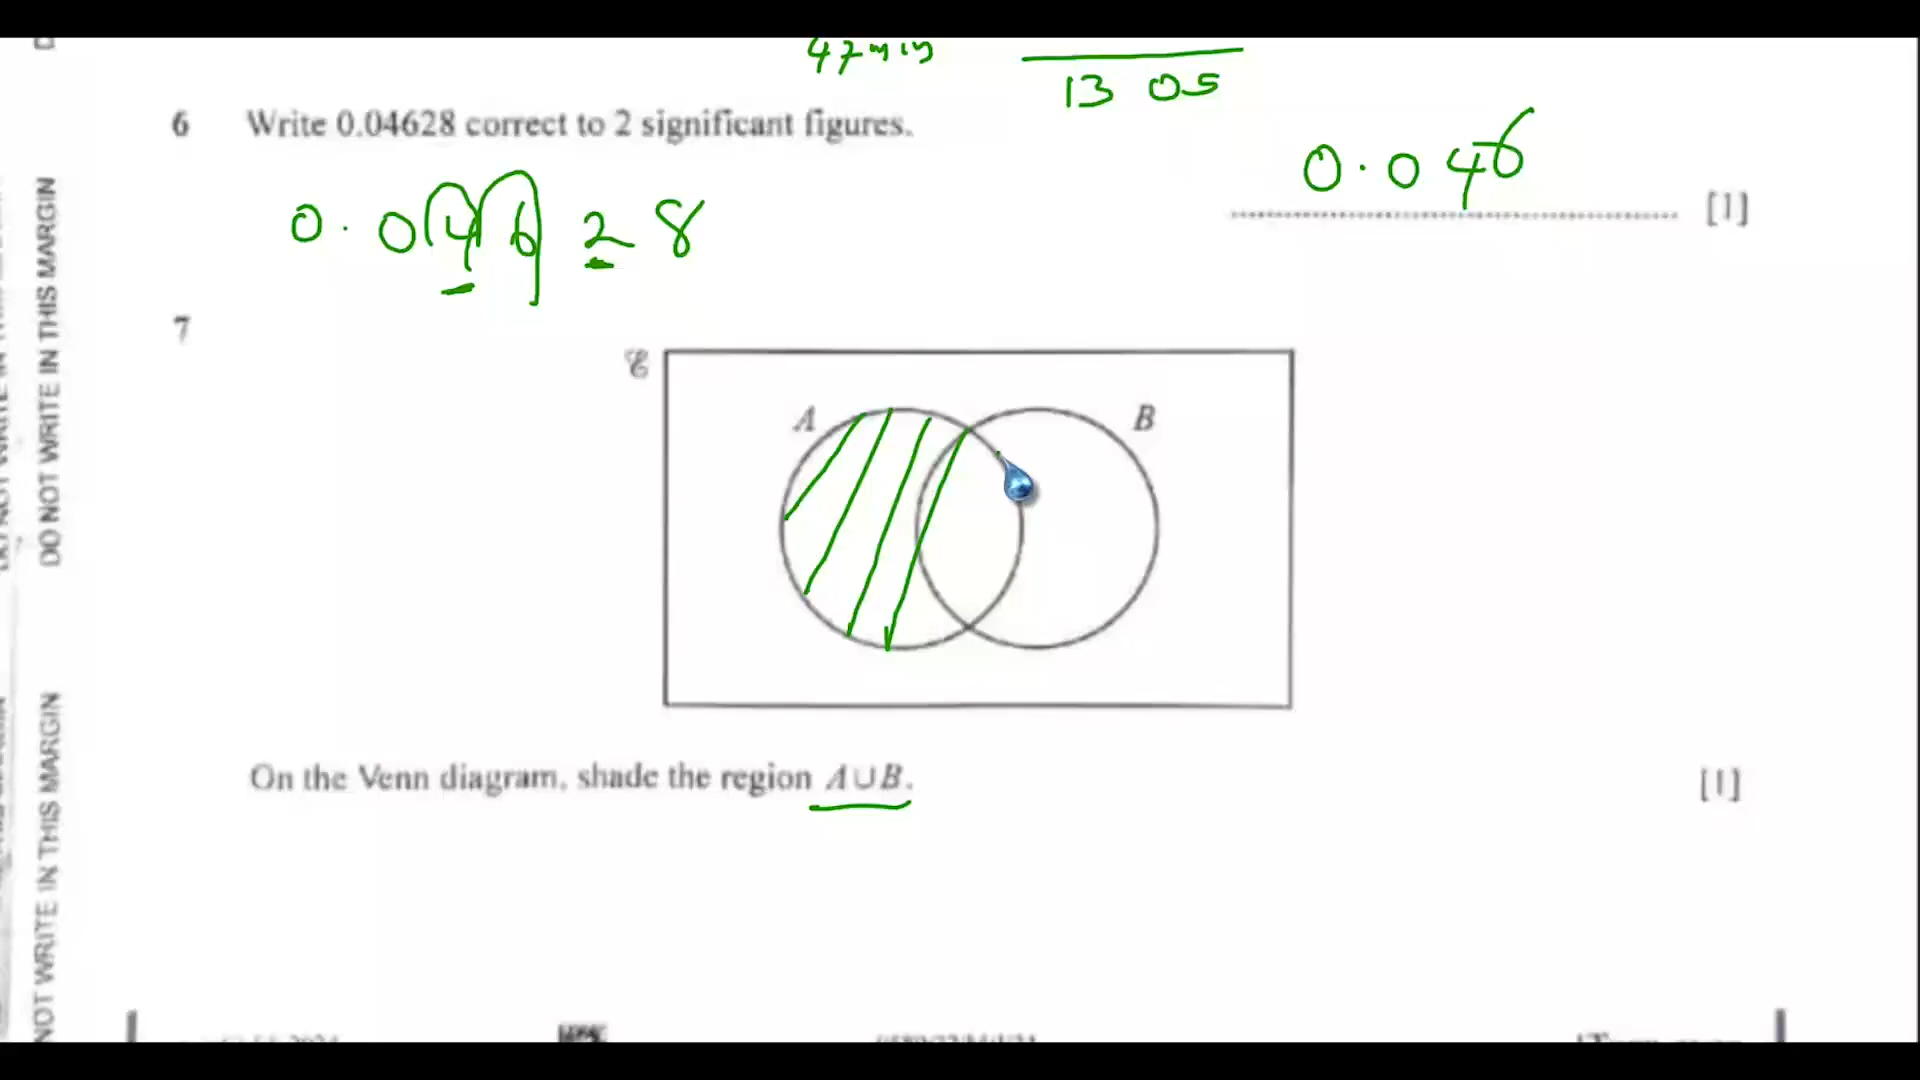 47min
13 05
6 Write 0.04628 correct to 2 significant figures.
0.046
[1]
0.04628
7
ℰ
A B
On the Venn diagram, shade the region A∪B.
[1]
DO NOT WRITE IN THIS MARGIN
NOT WRITE IN THIS MARGIN